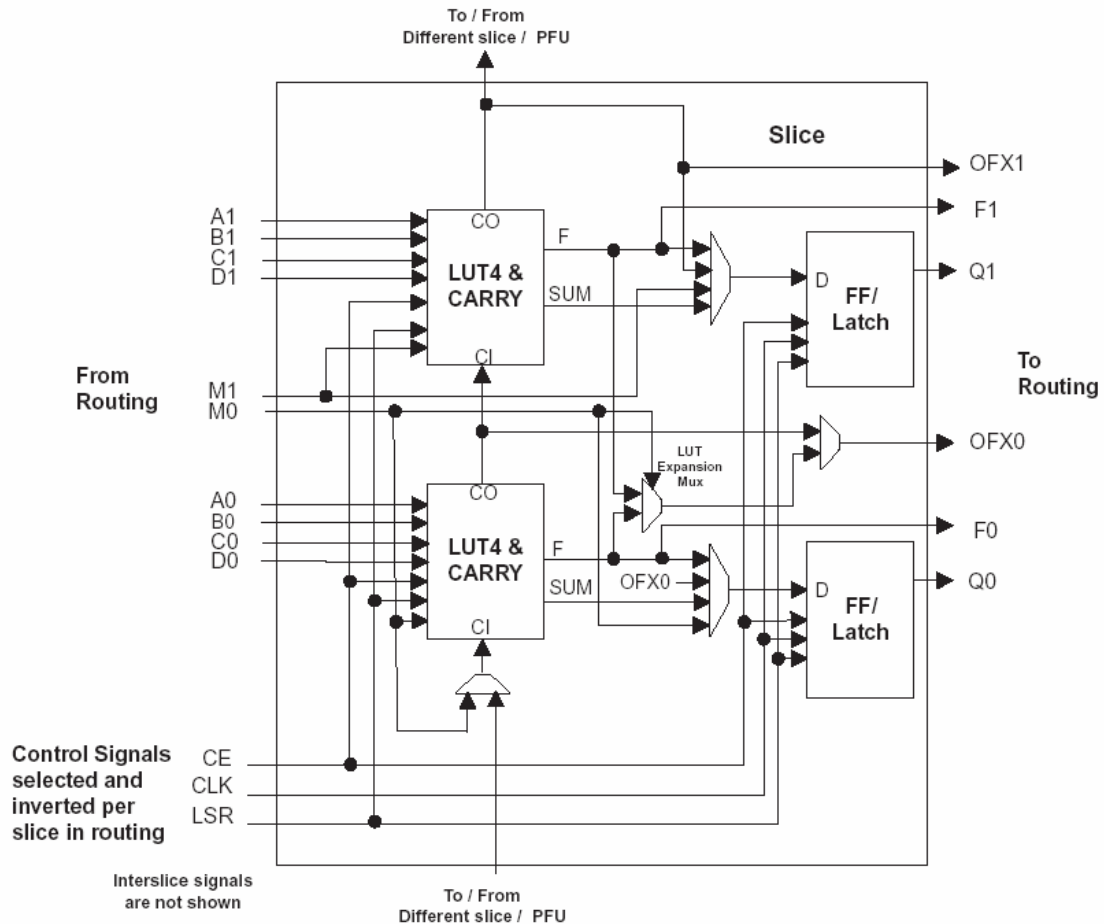 To / From
Different slice / PFU
Slice
OFX1
A1
B1
C1
D1
CO
LUT4 &
CARRY
CI
F
SUM
F1
D
FF/
Latch
Q1
From
Routing
M1
M0
To
Routing
LUT
Expansion
Mux
OFX0
A0
B0
C0
D0
CO
LUT4 &
CARRY
CI
F
SUM
OFX0
F0
D
FF/
Latch
Q0
Control Signals
selected and
inverted per
slice in routing
CE
CLK
LSR
Interslice signals
are not shown
To / From
Different slice / PFU